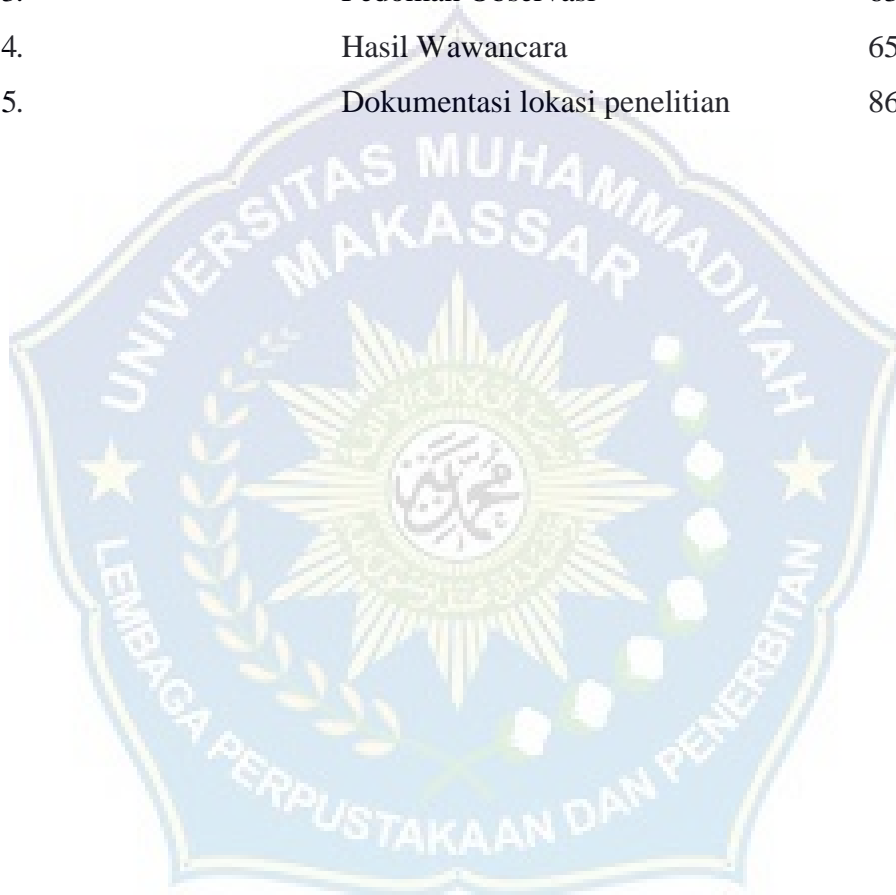 4. Hasil Wawancara 65
5. Dokumentasi lokasi penelitian 86
UNIVERSITAS MUHAMMADIYAH
MAKASSAR
LEMBAGA PERPUSTAKAAN DAN PENERBITAN